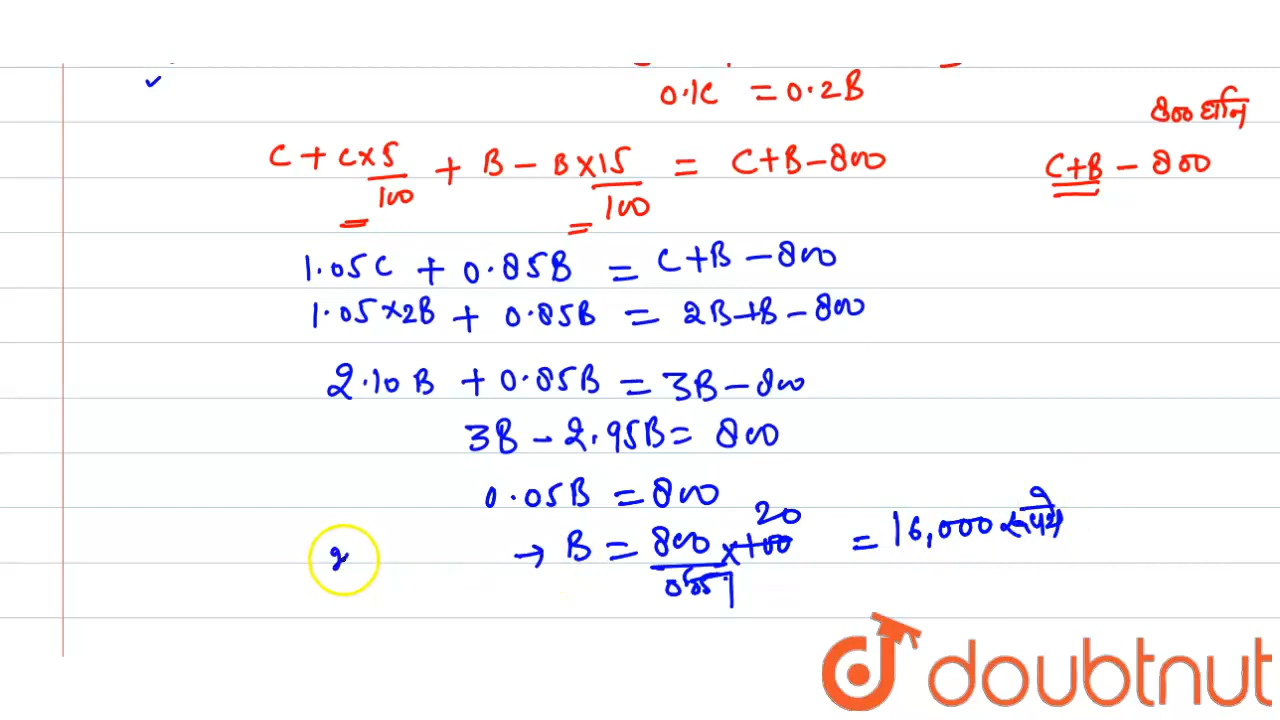 0.1C = 0.2B
800 हानि
C + C×5/100 + B - B×15/100 = C+B-800
C+B - 800
1.05C + 0.85B = C+B-800
1.05×2B + 0.85B = 2B+B-800
2.10B + 0.85B = 3B-800
3B - 2.95B = 800
0.05B = 800
→ B = 800 × 100 20 = 16,000 रूपये
doubtnut